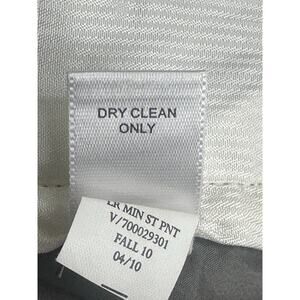 DRY CLEAN
ONLY
LR MIN ST PNT
V/700029301
FALL 10
04/10